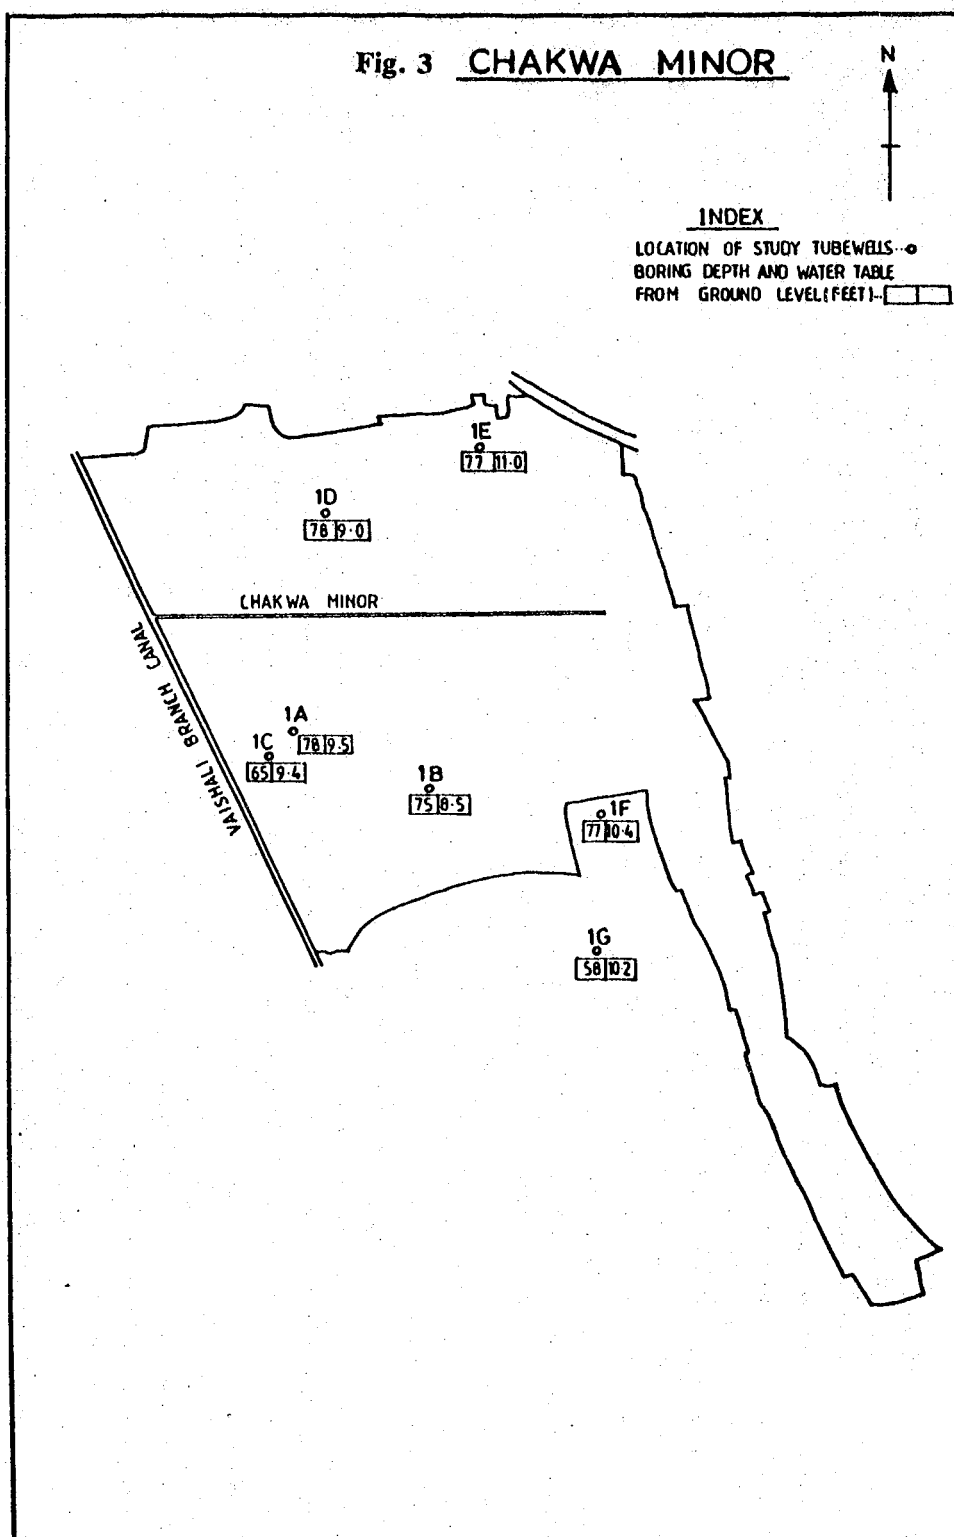 Fig. 3 CHAKWA MINOR
N
INDEX
LOCATION OF STUDY TUBEWELLS
BORING DEPTH AND WATER TABLE
FROM GROUND LEVEL (FEET)
1E
77 11·0
1D
78 9·0
CHAKWA MINOR
VAISHALI BRANCH CANAL
1A
78 9·5
1C
65 9·4
1B
75 8·5
1F
77 10·4
1G
58 10·2